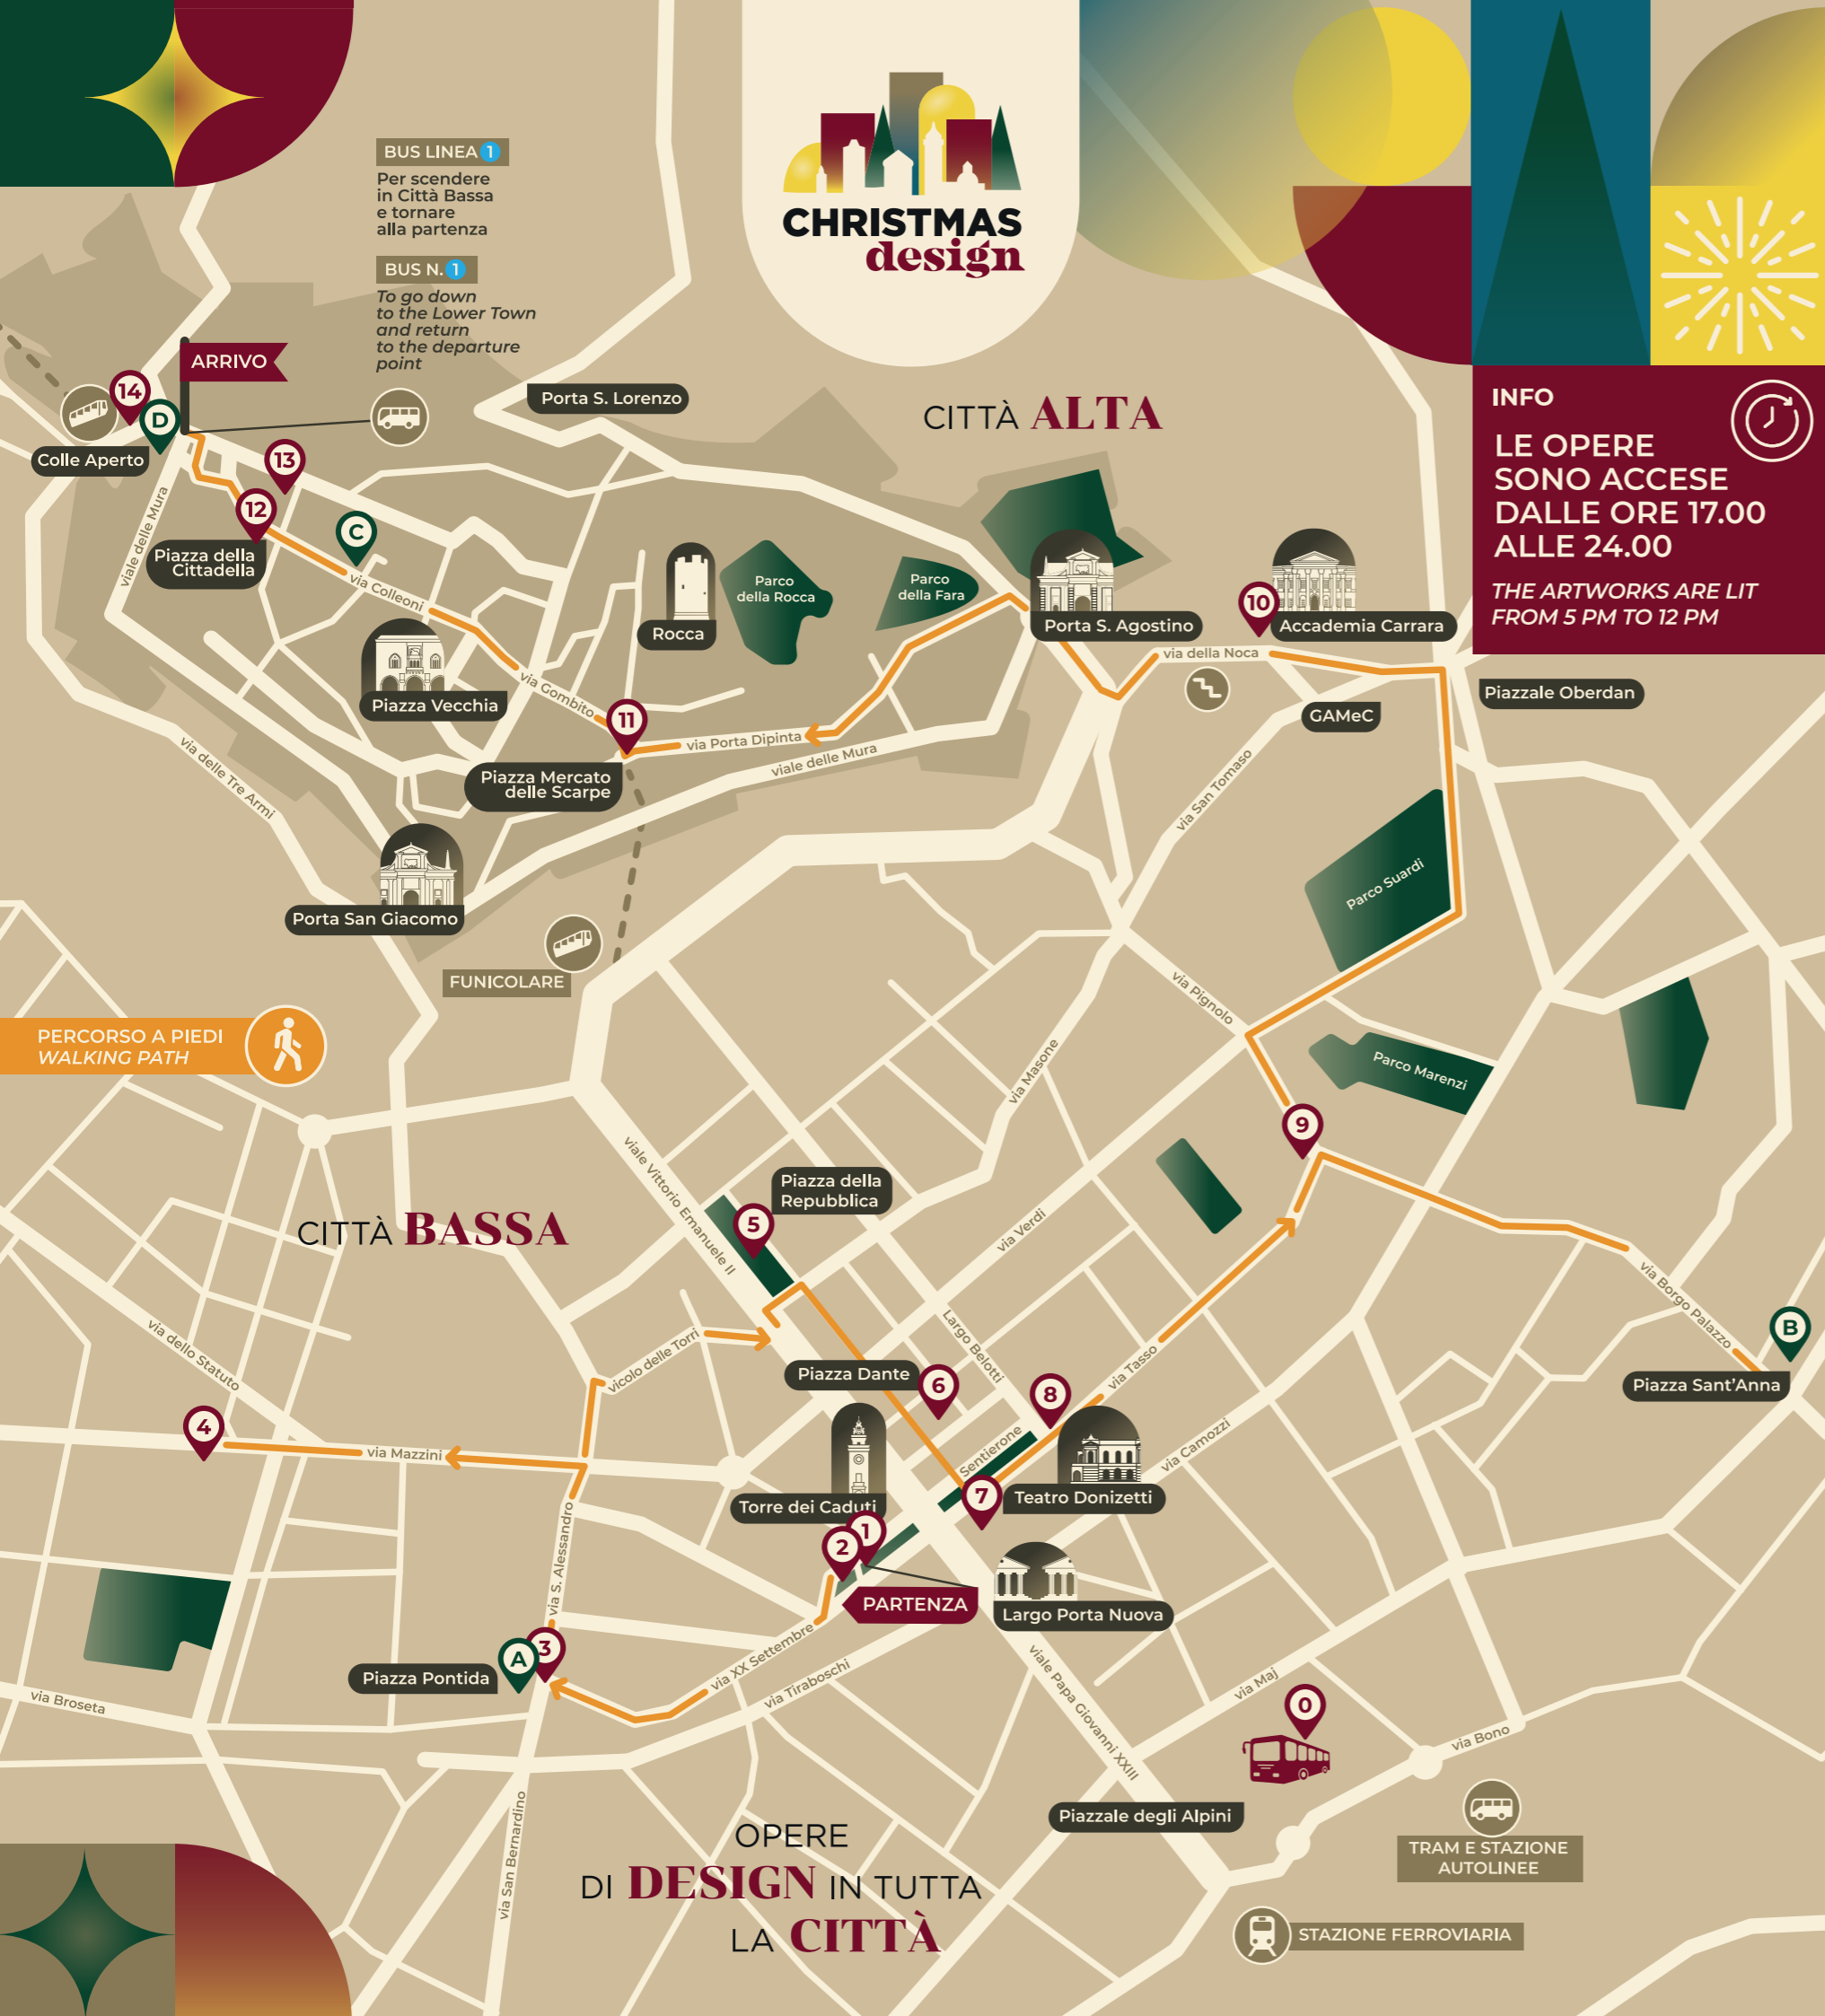 CHRISTMAS
design
BUS LINEA 1
Per scendere
in Città Bassa
e tornare
alla partenza
BUS N. 1
To go down
to the Lower Town
and return
to the departure
point
INFO
LE OPERE
SONO ACCESE
DALLE ORE 17.00
ALLE 24.00
THE ARTWORKS ARE LIT
FROM 5 PM TO 12 PM
ARRIVO
14
D
Colle Aperto
13
12
C
Piazza della
Cittadella
viale delle Mura
via Colleoni
Porta S. Lorenzo
CITTÀ ALTA
Rocca
Parco
della Rocca
Parco
della Fara
Porta S. Agostino
10
Accademia Carrara
via della Noca
Piazzale Oberdan
GAMeC
Piazza Vecchia
via Gombito
11
via Porta Dipinta
viale delle Mura
Piazza Mercato
delle Scarpe
via delle Tre Armi
via San Tomaso
Porta San Giacomo
Parco Suardi
FUNICOLARE
via Pignolo
PERCORSO A PIEDI
WALKING PATH
Parco Marenzi
via Masone
9
viale Vittorio Emanuele II
Piazza della
Repubblica
5
CITTÀ BASSA
via Verdi
via Borgo Palazzo
B
Piazza Sant'Anna
via dello Statuto
vicolo delle Torri
Largo Belotti
via Tasso
Piazza Dante
6
8
4
via Mazzini
Sentierone
via Camozzi
7
Teatro Donizetti
Torre dei Caduti
1
2
via S. Alessandro
PARTENZA
Largo Porta Nuova
3
A
Piazza Pontida
via XX Settembre
via Tiraboschi
viale Papa Giovanni XXIII
via Maj
via Broseta
0
via Bono
Piazzale degli Alpini
via San Bernardino
TRAM E STAZIONE
AUTOLINEE
STAZIONE FERROVIARIA
OPERE
DI DESIGN IN TUTTA
LA CITTÀ